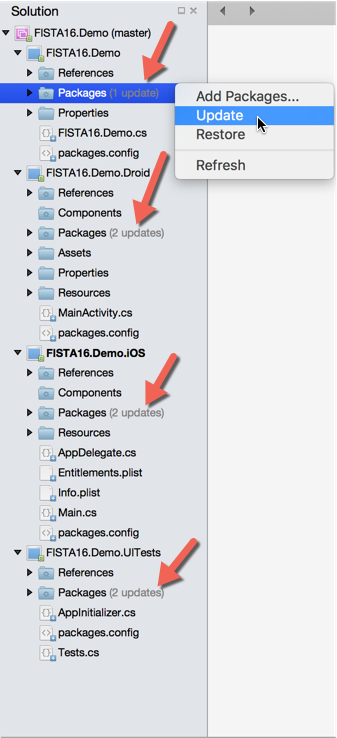 Solution
FISTA16.Demo (master)
FISTA16.Demo
References
Packages (1 update)
Add Packages...
Update
Restore
Refresh
Properties
FISTA16.Demo.cs
packages.config
FISTA16.Demo.Droid
References
Components
Packages (2 updates)
Assets
Properties
Resources
MainActivity.cs
packages.config
FISTA16.Demo.iOS
References
Components
Packages (2 updates)
Resources
AppDelegate.cs
Entitlements.plist
Info.plist
Main.cs
packages.config
FISTA16.Demo.UITests
References
Packages (2 updates)
AppInitializer.cs
packages.config
Tests.cs